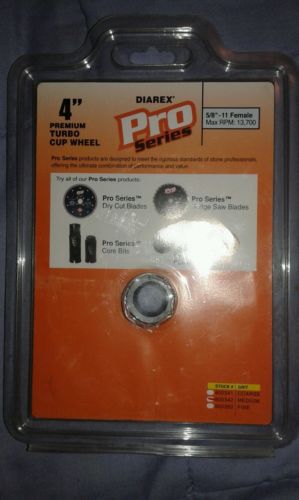 4"
PREMIUM
TURBO
CUP WHEEL
DIAREX®
Pro
Series
5/8"-11 Female
Max RPM: 13,700
Pro Series products are designed to meet the rigorous standards of stone professionals,
offering the ultimate combination of performance and value.
Try all of our Pro Series products:
Pro Series™
Dry Cut Blades
Pro Series™
Saw Blades
Pro Series™
Core Bits
STOCK # GRIT
COARSE
MEDIUM
FINE